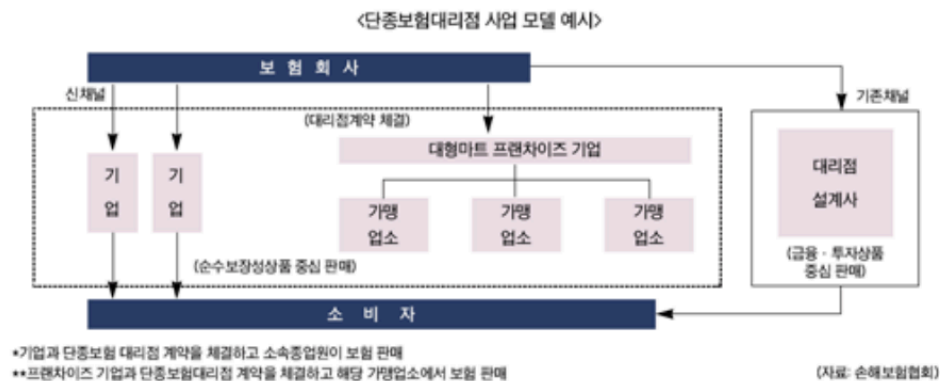 <단종보험대리점 사업 모델 예시>
보 험 회 사
신채널
기존채널
(대리점계약 체결)
기
업
기
업
대형마트 프랜차이즈 기업
가맹
업소
가맹
업소
가맹
업소
대리점
설계사
(순수보장성상품 중심 판매)
(금융·투자상품
중심 판매)
소 비 자
*기업과 단종보험 대리점 계약을 체결하고 소속종업원이 보험 판매
**프랜차이즈 기업과 단종보험대리점 계약을 체결하고 해당 가맹업소에서 보험 판매
(자료: 손해보험협회)